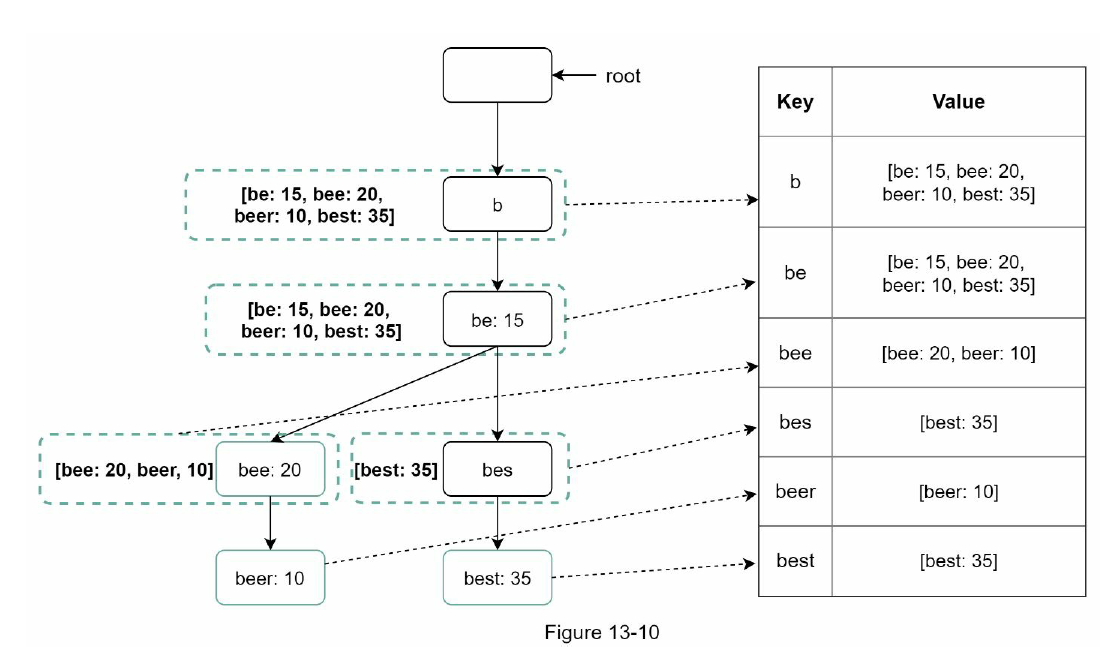 root
[be: 15, bee: 20,
beer: 10, best: 35]
b
[be: 15, bee: 20,
beer: 10, best: 35]
be: 15
[bee: 20, beer, 10]
bee: 20
[best: 35]
bes
beer: 10
best: 35
Key Value
b
[be: 15, bee: 20,
beer: 10, best: 35]
be
[be: 15, bee: 20,
beer: 10, best: 35]
bee [bee: 20, beer: 10]
bes [best: 35]
beer [beer: 10]
best [best: 35]
Figure 13-10